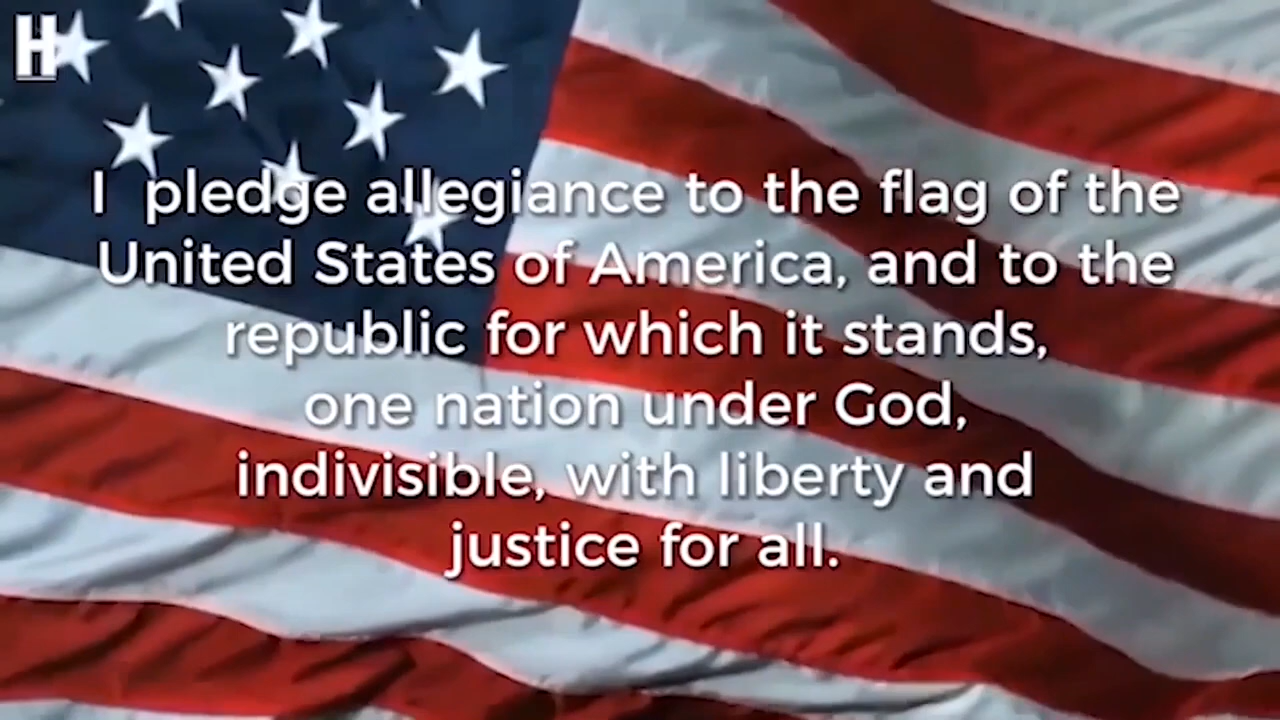 H
I pledge allegiance to the flag of the
United States of America, and to the
republic for which it stands,
one nation under God,
indivisible, with liberty and
justice for all.